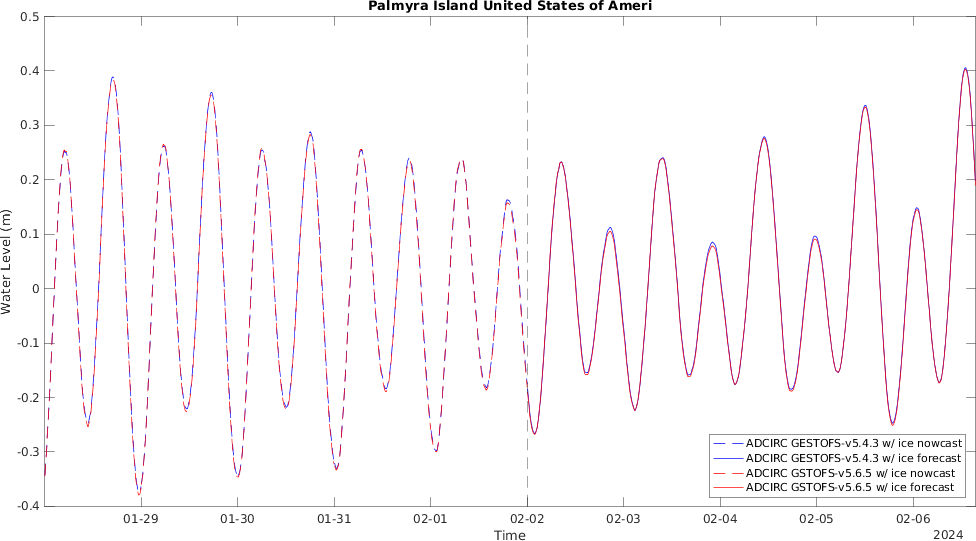 Palmyra Island United States of Ameri
0.5
0.4
0.3
0.2
0.1
0
-0.1
-0.2
-0.3
-0.4
Water Level (m)
ADCIRC GESTOFS-v5.4.3 w/ ice nowcast
ADCIRC GESTOFS-v5.4.3 w/ ice forecast
ADCIRC GSTOFS-v5.6.5 w/ ice nowcast
ADCIRC GSTOFS-v5.6.5 w/ ice forecast
01-29 01-30 01-31 02-01 02-02 02-03 02-04 02-05 02-06
Time
2024